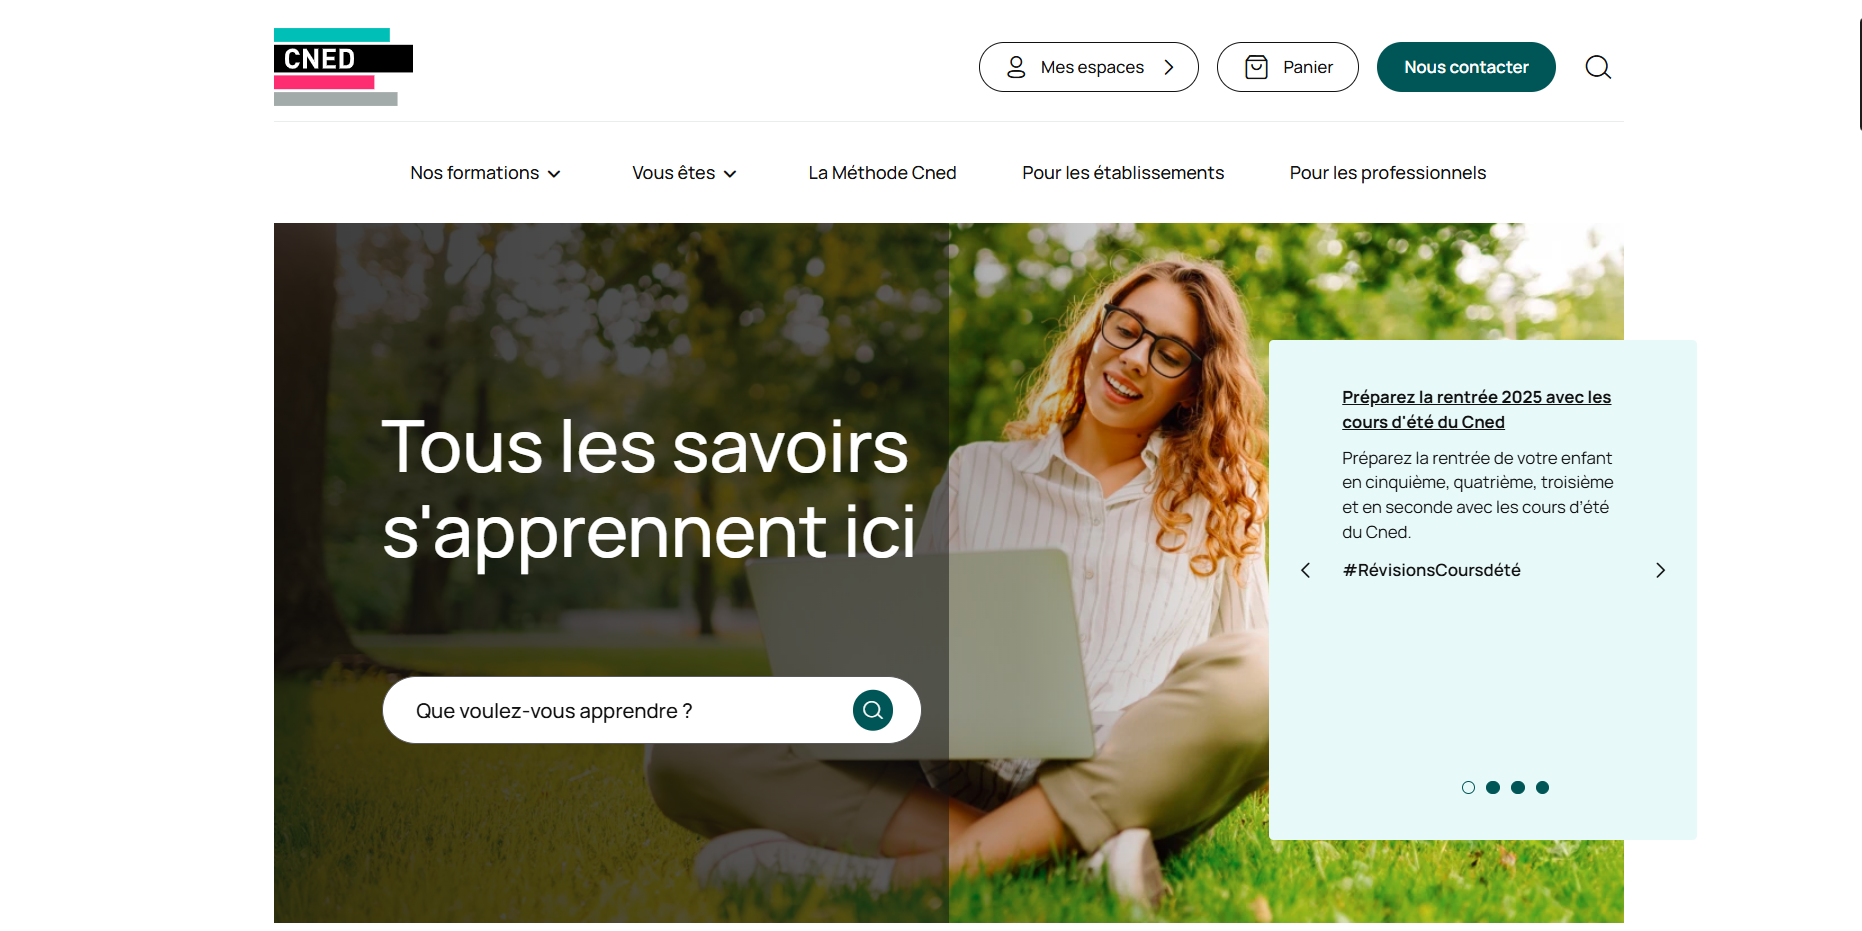 CNED
Mes espaces
Panier
Nous contacter
Nos formations
Vous êtes
La Méthode Cned
Pour les établissements
Pour les professionnels
Tous les savoirs
s'apprennent ici
Que voulez-vous apprendre ?
Préparez la rentrée 2025 avec les
cours d'été du Cned
Préparez la rentrée de votre enfant
en cinquième, quatrième, troisième
et en seconde avec les cours d’été
du Cned.
#RévisionsCoursdété